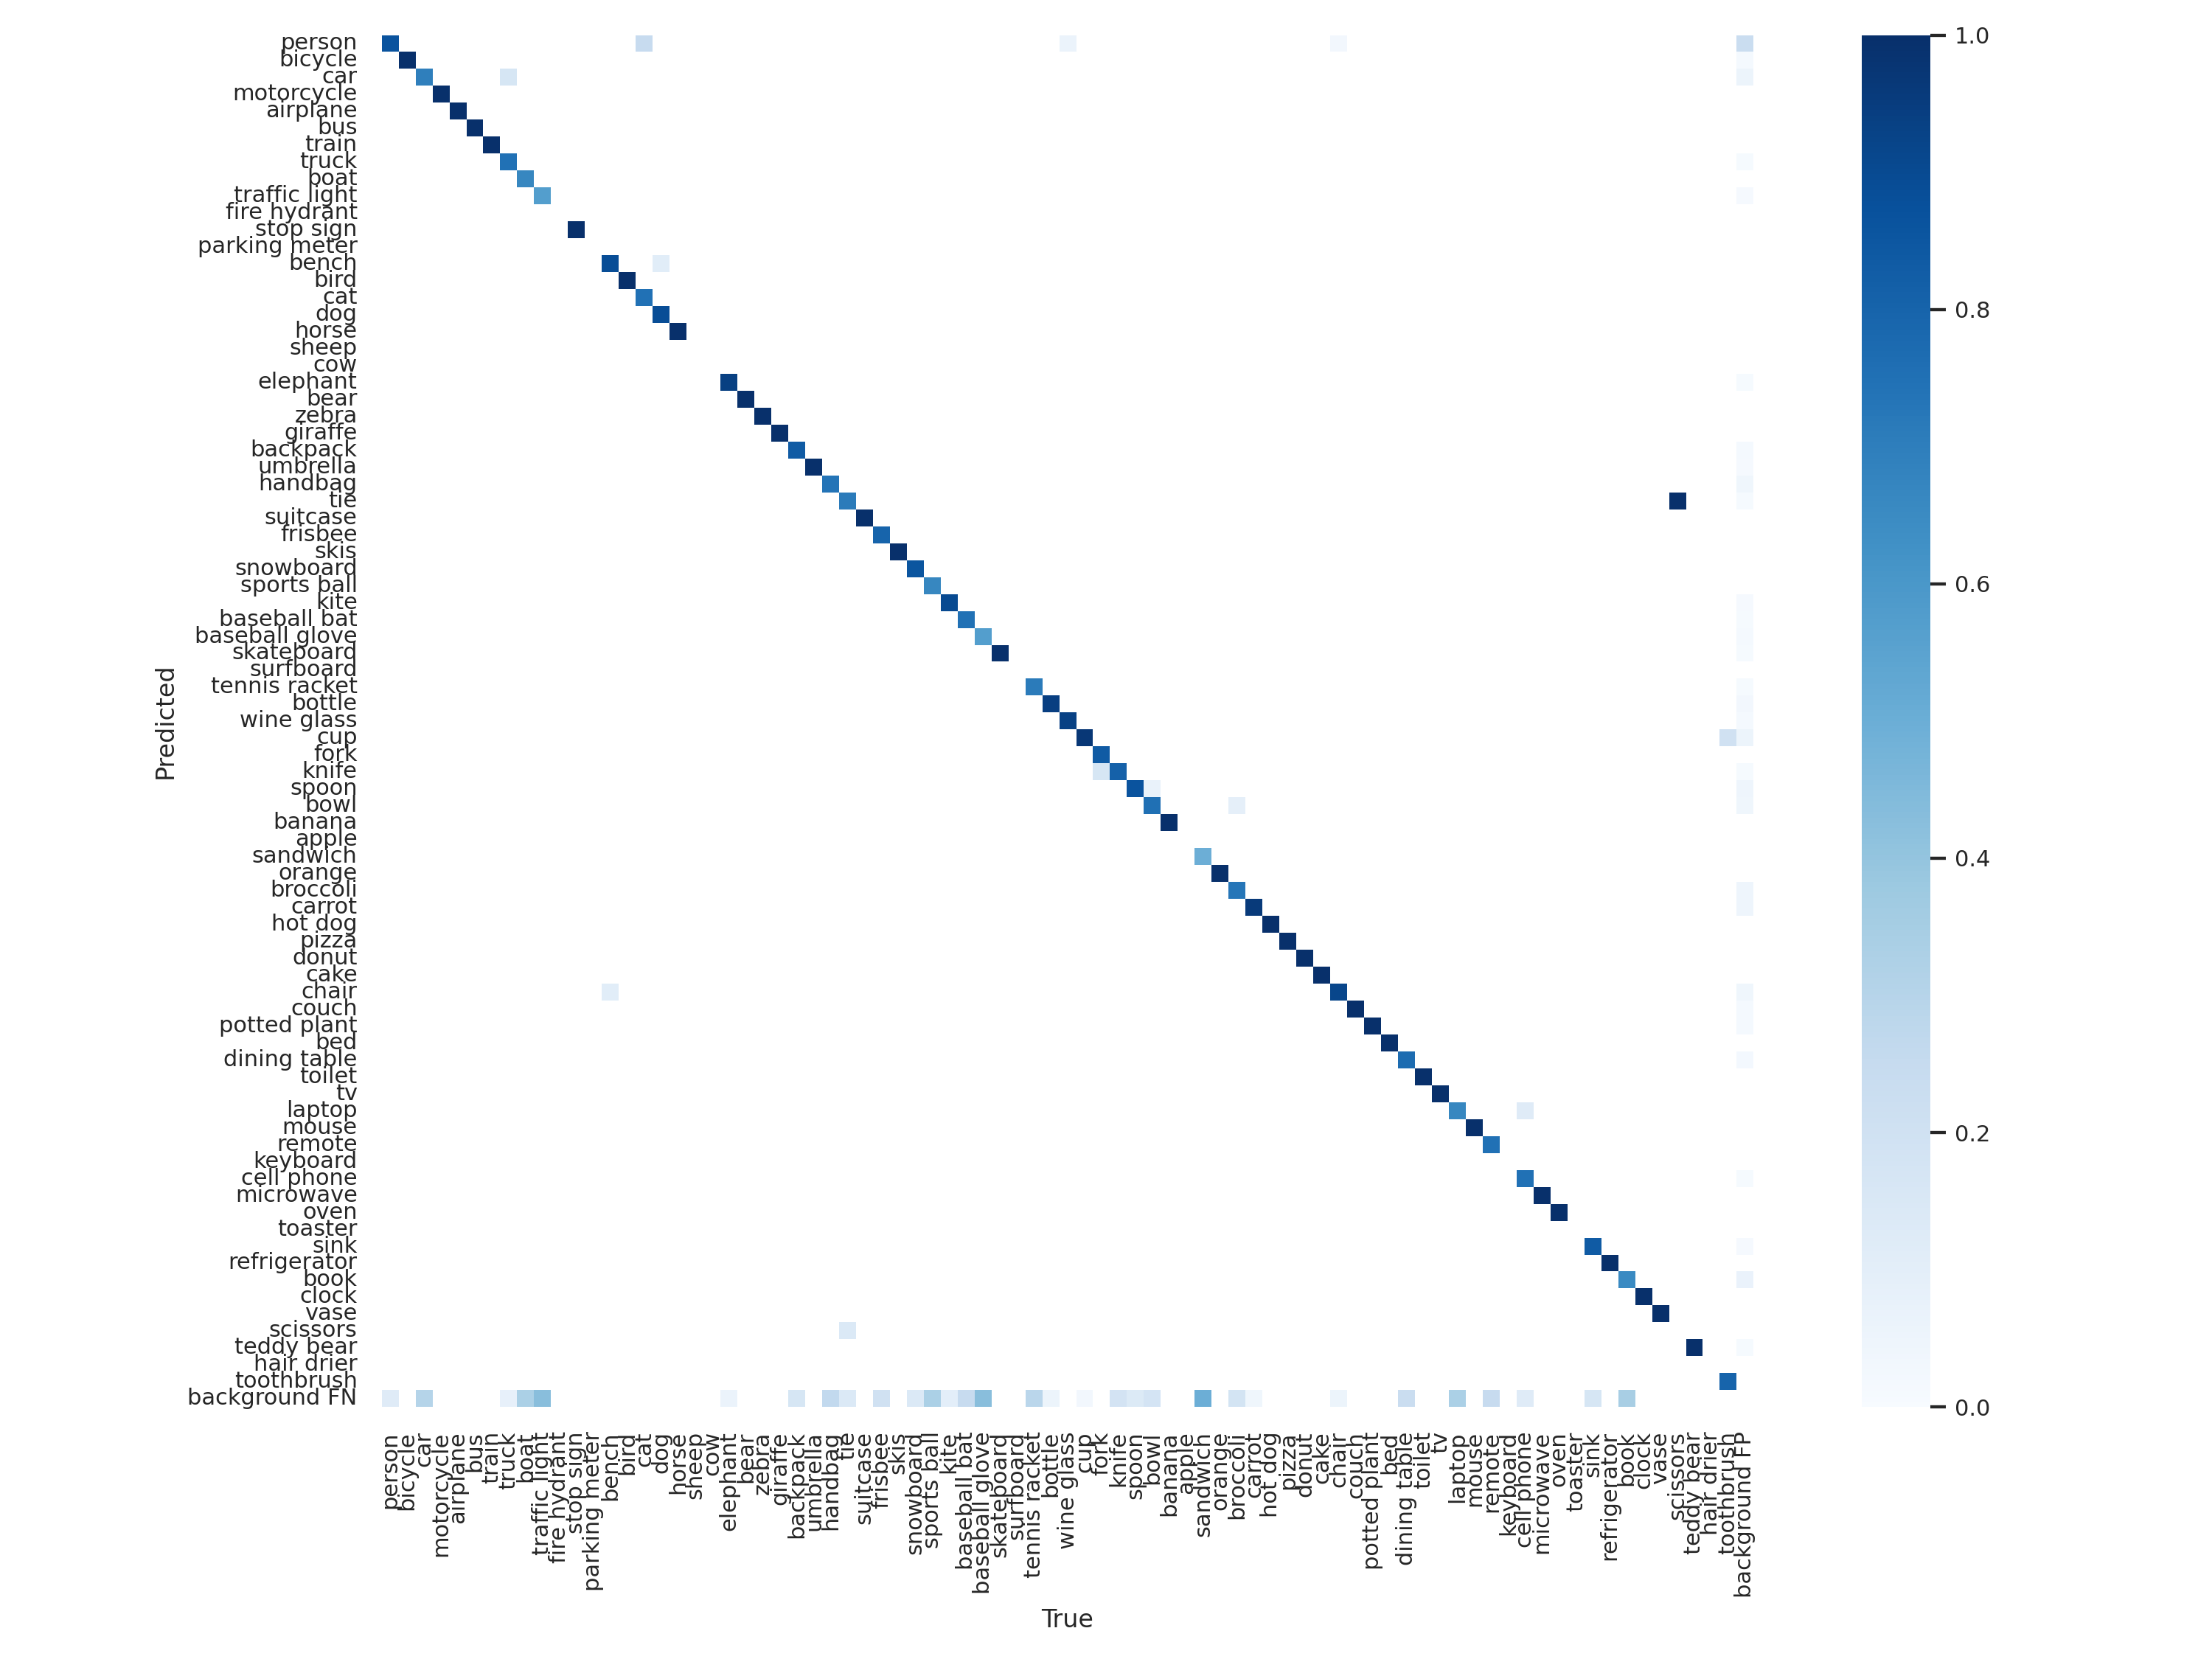 person
bicycle
car
motorcycle
airplane
bus
train
truck
boat
traffic light
fire hydrant
stop sign
parking meter
bench
bird
cat
dog
horse
sheep
cow
elephant
bear
zebra
giraffe
backpack
umbrella
handbag
tie
suitcase
frisbee
skis
snowboard
sports ball
kite
baseball bat
baseball glove
skateboard
surfboard
tennis racket
bottle
wine glass
cup
fork
knife
spoon
bowl
banana
apple
sandwich
orange
broccoli
carrot
hot dog
pizza
donut
cake
chair
couch
potted plant
bed
dining table
toilet
tv
laptop
mouse
remote
keyboard
cell phone
microwave
oven
toaster
sink
refrigerator
book
clock
vase
scissors
teddy bear
hair drier
toothbrush
background FN
Predicted
person
bicycle
car
motorcycle
airplane
bus
train
truck
boat
traffic light
fire hydrant
stop sign
parking meter
bench
bird
cat
dog
horse
sheep
cow
elephant
bear
zebra
giraffe
backpack
umbrella
handbag
tie
suitcase
frisbee
skis
snowboard
sports ball
kite
baseball bat
baseball glove
skateboard
surfboard
tennis racket
bottle
wine glass
cup
fork
knife
spoon
bowl
banana
apple
sandwich
orange
broccoli
carrot
hot dog
pizza
donut
cake
chair
couch
potted plant
bed
dining table
toilet
tv
laptop
mouse
remote
keyboard
cell phone
microwave
oven
toaster
sink
refrigerator
book
clock
vase
scissors
teddy bear
hair drier
toothbrush
background FP
True
1.0
0.8
0.6
0.4
0.2
0.0